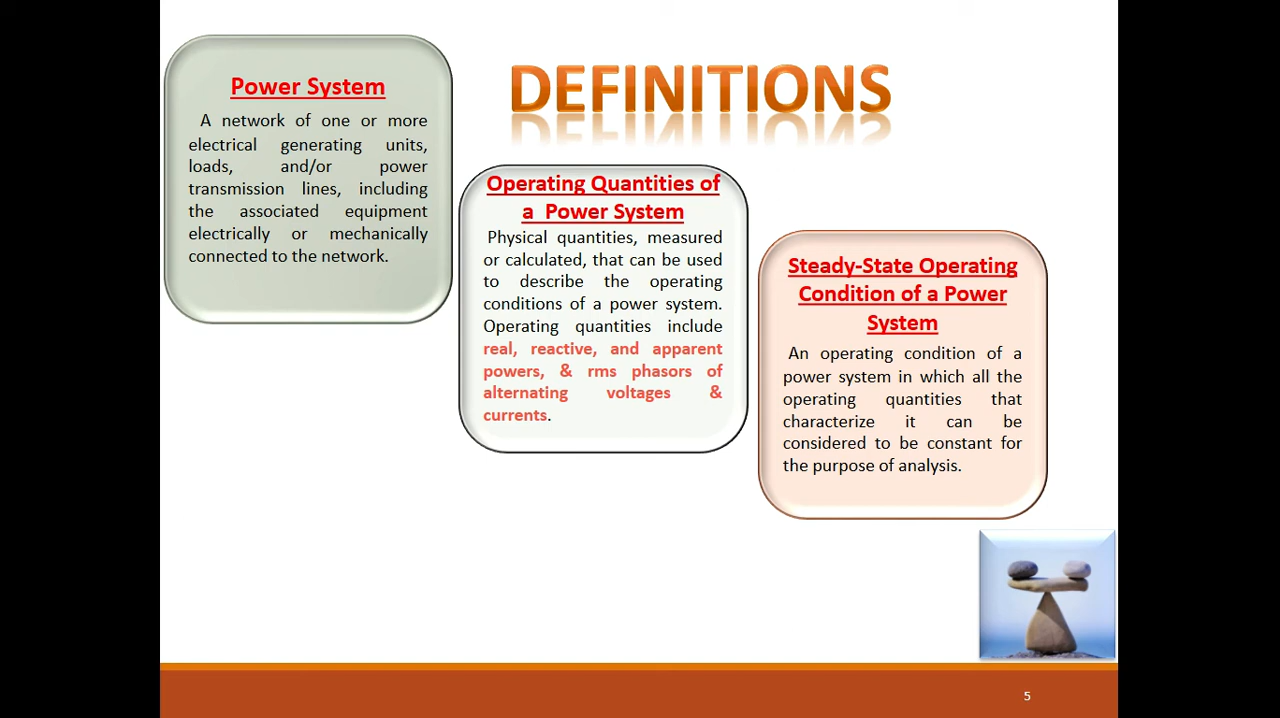 DEFINITIONS
Power System
A network of one or more
electrical generating units,
loads, and/or power
transmission lines, including
the associated equipment
electrically or mechanically
connected to the network.
Operating Quantities of
a Power System
Physical quantities, measured
or calculated, that can be used
to describe the operating
conditions of a power system.
Operating quantities include
real, reactive, and apparent
powers, & rms phasors of
alternating voltages &
currents.
Steady-State Operating
Condition of a Power
System
An operating condition of a
power system in which all the
operating quantities that
characterize it can be
considered to be constant for
the purpose of analysis.
5